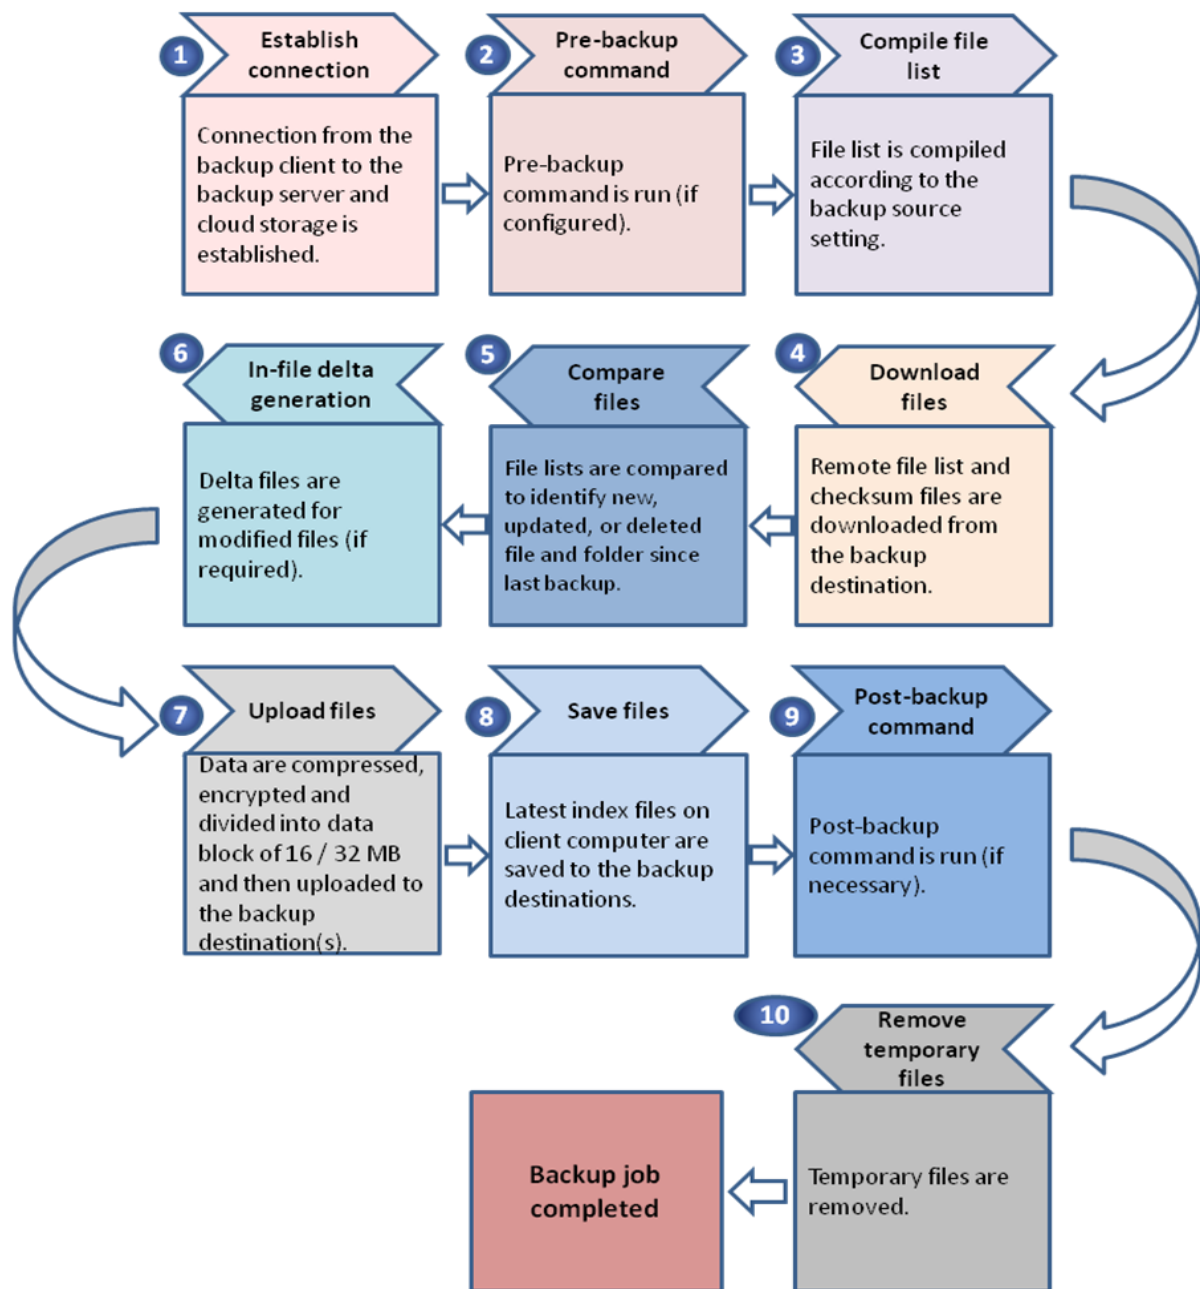 1
Establish
connection
Connection from the
backup client to the
backup server and
cloud storage is
established.
2
Pre-backup
command
Pre-backup
command is run (if
configured).
3
Compile file
list
File list is compiled
according to the
backup source
setting.
4
Download
files
Remote file list and
checksum files are
downloaded from
the backup
destination.
5
Compare
files
File lists are compared
to identify new,
updated, or deleted
file and folder since
last backup.
6
In-file delta
generation
Delta files are
generated for
modified files (if
required).
7
Upload files
Data are compressed,
encrypted and
divided into data
block of 16 / 32 MB
and then uploaded to
the backup
destination(s).
8
Save files
Latest index files on
client computer are
saved to the backup
destinations.
9
Post-backup
command
Post-backup
command is run (if
necessary).
10
Remove
temporary
files
Temporary files are
removed.
Backup job
completed